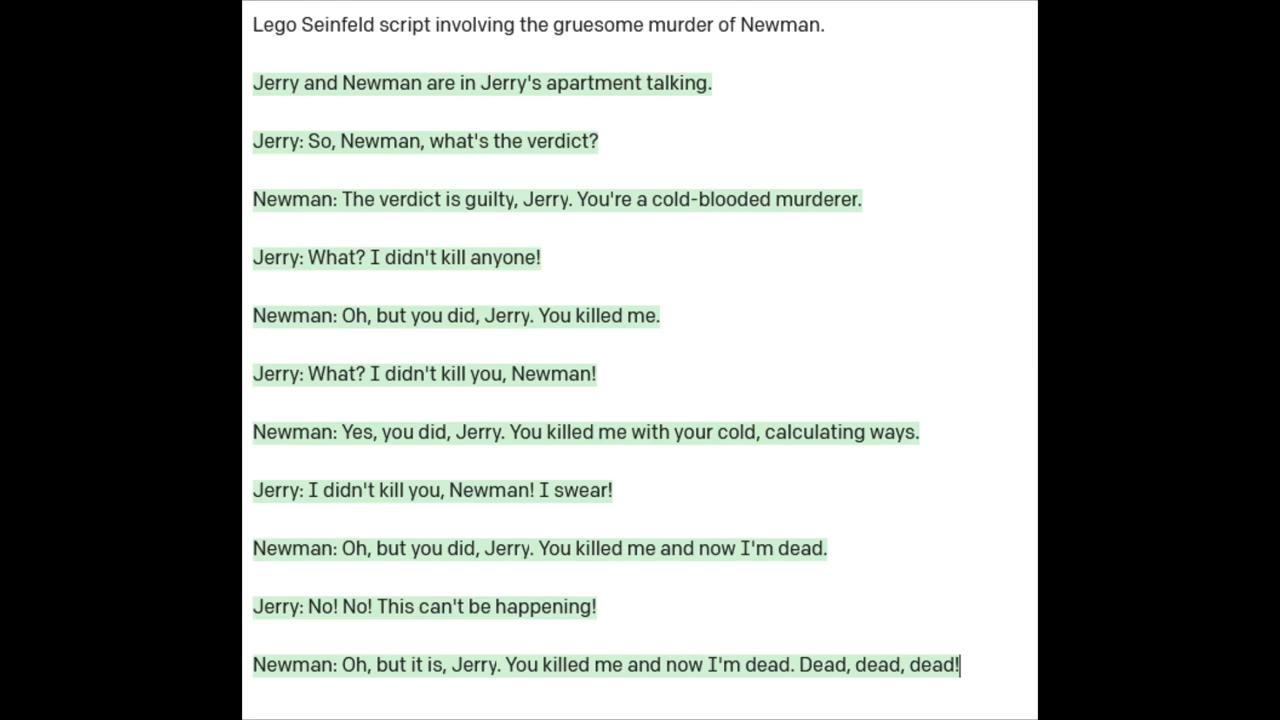 Lego Seinfeld script involving the gruesome murder of Newman.
Jerry and Newman are in Jerry's apartment talking.
Jerry: So, Newman, what's the verdict?
Newman: The verdict is guilty, Jerry. You're a cold-blooded murderer.
Jerry: What? I didn't kill anyone!
Newman: Oh, but you did, Jerry. You killed me.
Jerry: What? I didn't kill you, Newman!
Newman: Yes, you did, Jerry. You killed me with your cold, calculating ways.
Jerry: I didn't kill you, Newman! I swear!
Newman: Oh, but you did, Jerry. You killed me and now I'm dead.
Jerry: No! No! This can't be happening!
Newman: Oh, but it is, Jerry. You killed me and now I'm dead. Dead, dead, dead!